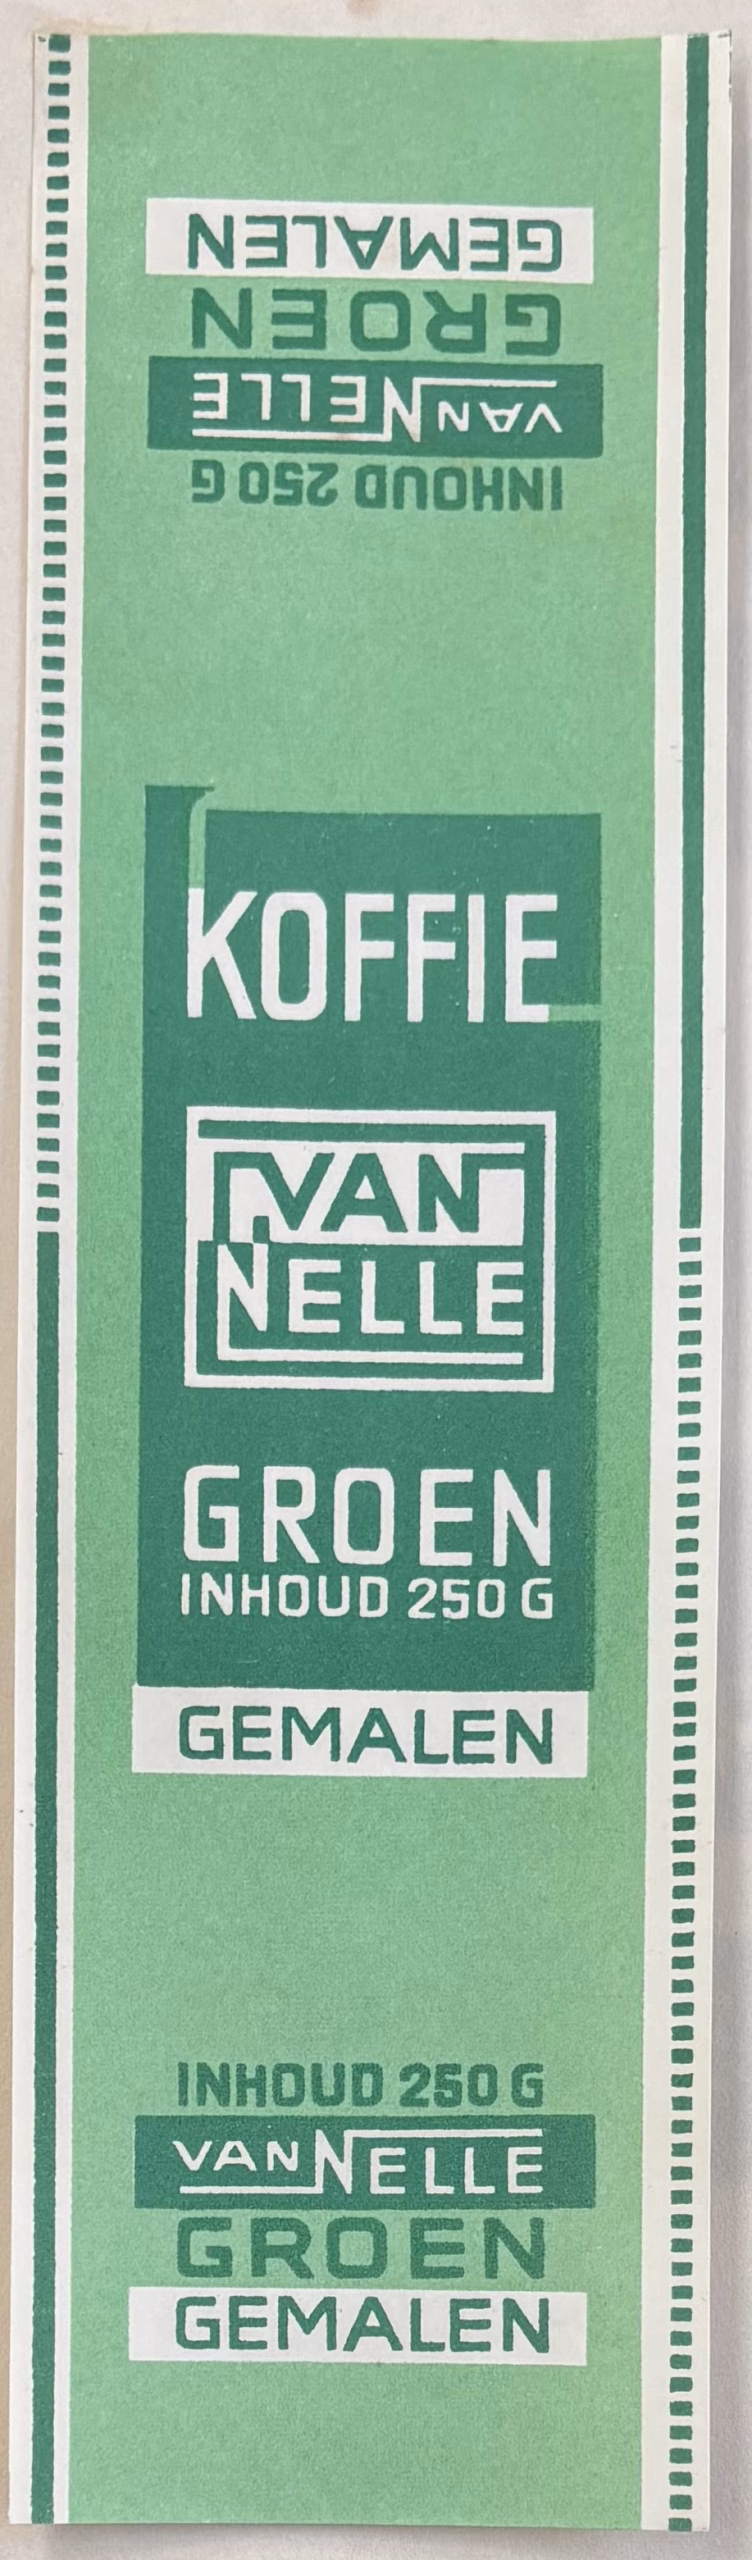 GEMALEN
GROEN
VAN NELLE
INHOUD 250 G
KOFFIE
VAN
NELLE
GROEN
INHOUD 250 G
GEMALEN
INHOUD 250 G
VAN NELLE
GROEN
GEMALEN